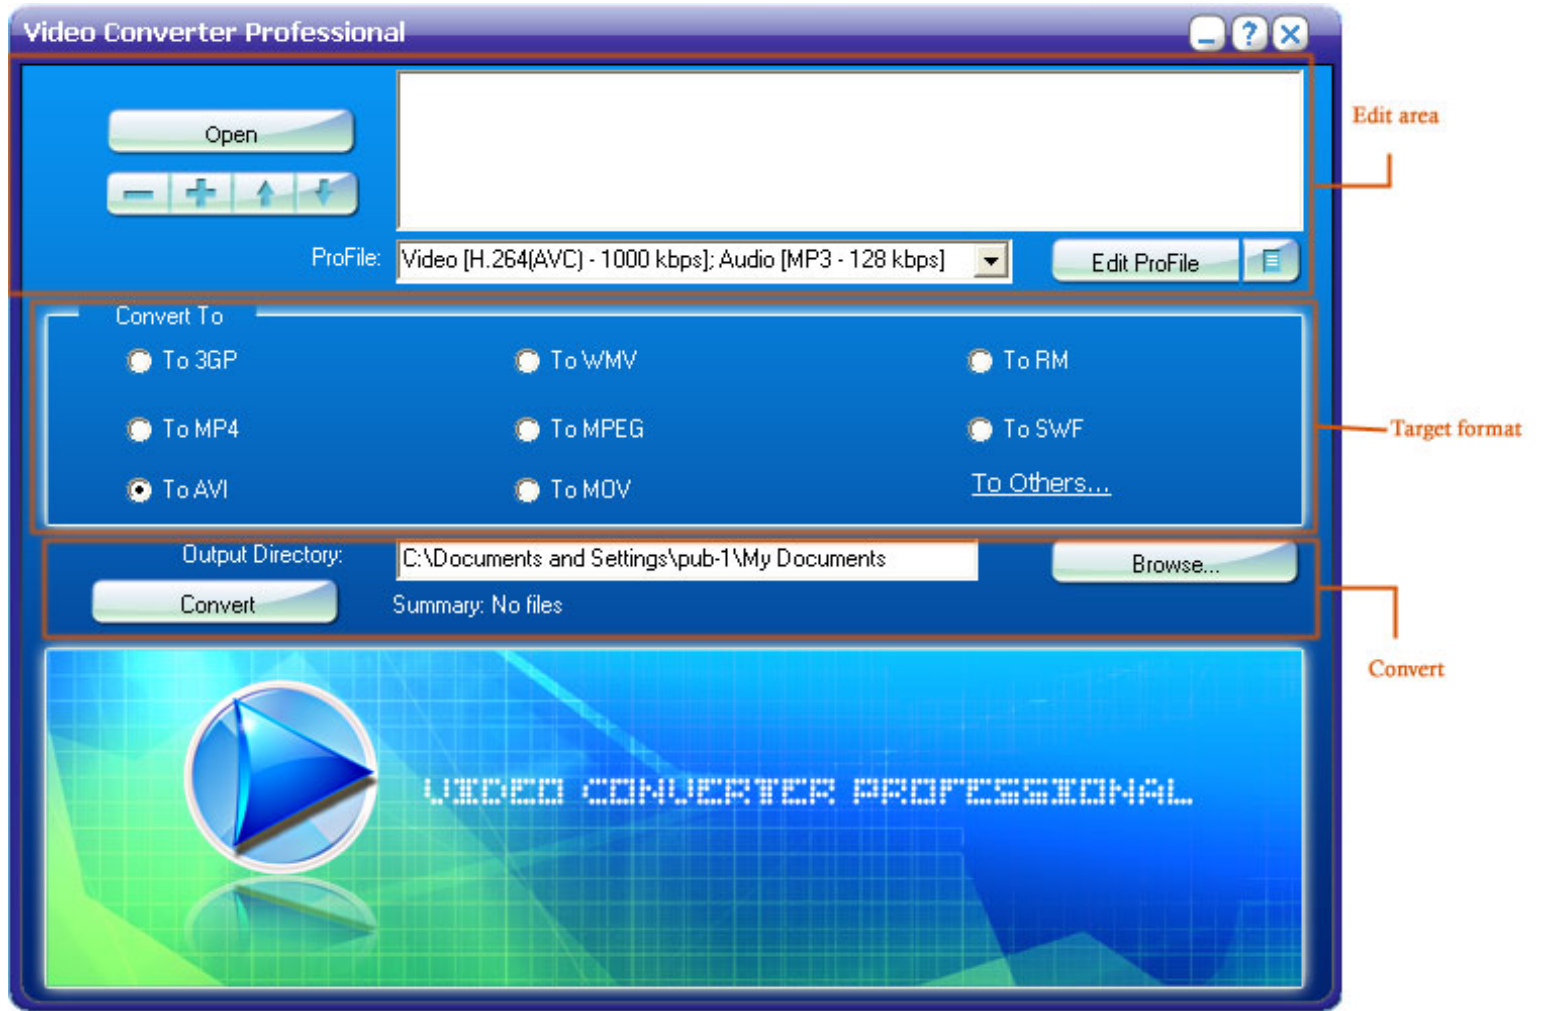 Video Converter Professional
Edit area
Open
ProFile: Video [H.264(AVC) - 1000 kbps]; Audio [MP3 - 128 kbps] Edit ProFile
Convert To
To 3GP To WMV To RM
To MP4 To MPEG To SWF
Target format
To AVI To MOV To Others...
Output Directory: C:\Documents and Settings\pub-1\My Documents Browse...
Convert Summary: No files
Convert
VIDEO CONVERTER PROFESSIONAL